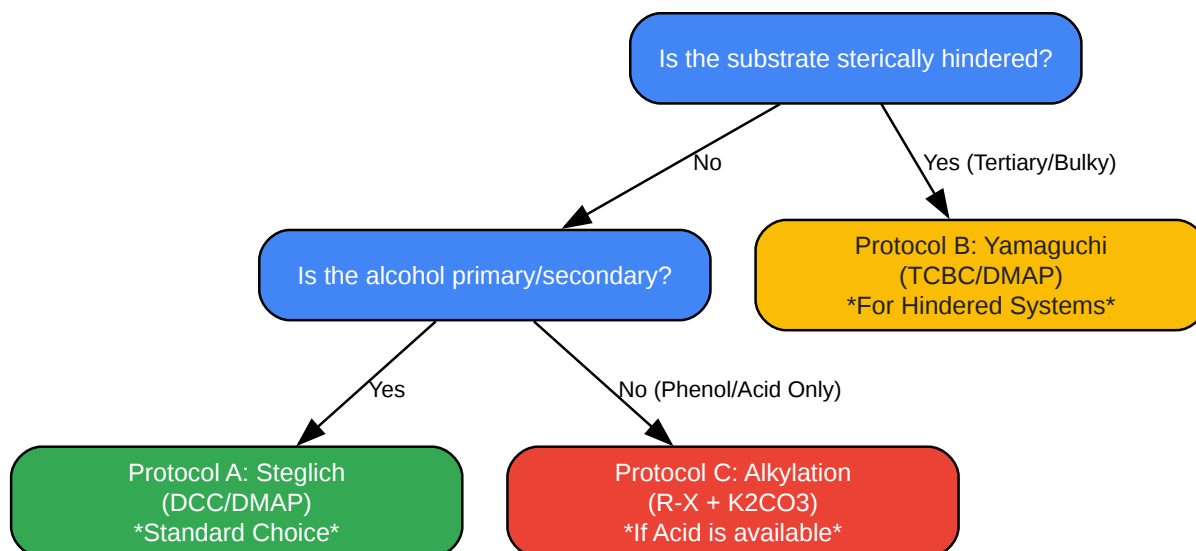 Is the substrate sterically hindered?
No
Yes (Tertiary/Bulky)
Is the alcohol primary/secondary?
Protocol B: Yamaguchi
(TCBC/DMAP)
*For Hindered Systems*
Yes
No (Phenol/Acid Only)
Protocol A: Steglich
(DCC/DMAP)
*Standard Choice*
Protocol C: Alkylation
(R-X + K2CO3)
*If Acid is available*